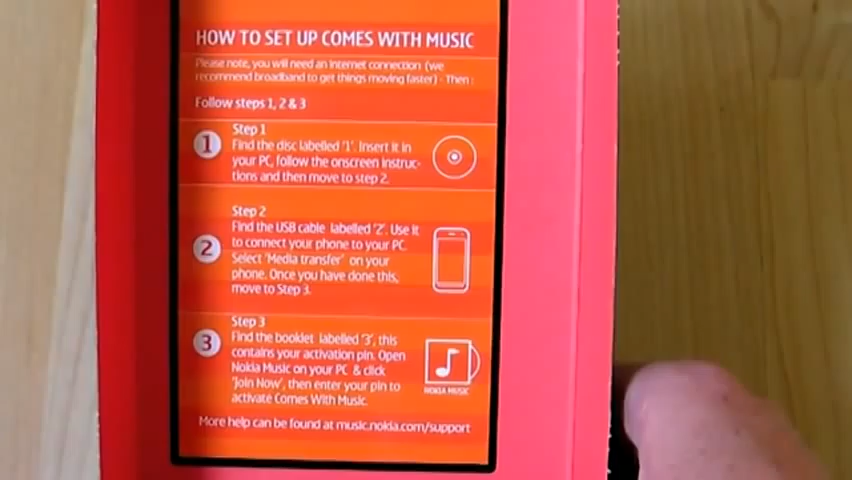 HOW TO SET UP COMES WITH MUSIC
Please note, you will need an internet connection (we
recommend broadband to get things moving faster) - Then :
Follow steps 1, 2 & 3
1
Step 1
Find the disc labelled '1'. Insert it in
your PC, follow the onscreen instruc-
tions and then move to step 2.
2
Step 2
Find the USB cable labelled '2'. Use it
to connect your phone to your PC.
Select 'Media transfer' on your
phone. Once you have done this,
move to Step 3.
3
Step 3
Find the booklet labelled '3', this
contains your activation pin. Open
Nokia Music on your PC & click
'Join Now', then enter your pin to
activate Comes With Music.
NOKIA MUSIC
More help can be found at music.nokia.com/support